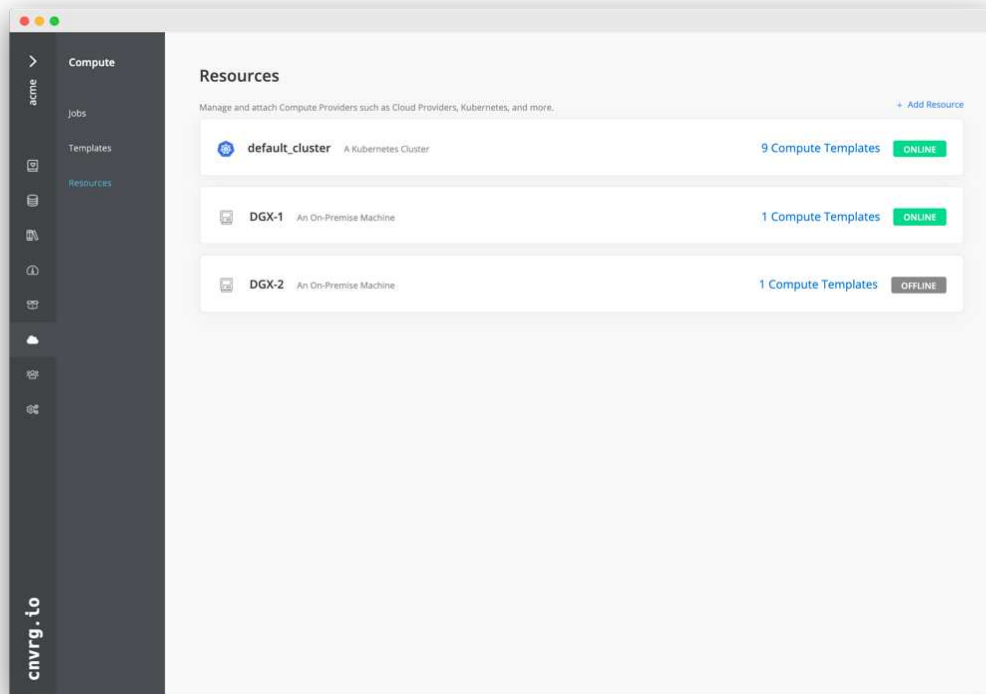 acme
Compute
Jobs
Templates
Resources
cnvrg.io
Resources
Manage and attach Compute Providers such as Cloud Providers, Kubernetes, and more.
+ Add Resource
default_cluster A Kubernetes Cluster 9 Compute Templates ONLINE
DGX-1 An On-Premise Machine 1 Compute Templates ONLINE
DGX-2 An On-Premise Machine 1 Compute Templates OFFLINE